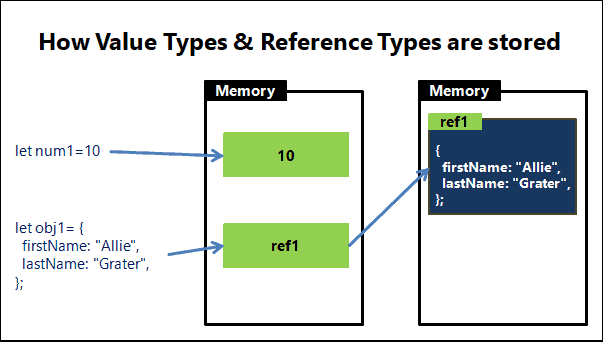 How Value Types & Reference Types are stored
Memory
Memory
let num1=10
10
ref1
{
firstName: "Allie",
lastName: "Grater",
};
let obj1= {
firstName: "Allie",
lastName: "Grater",
};
ref1